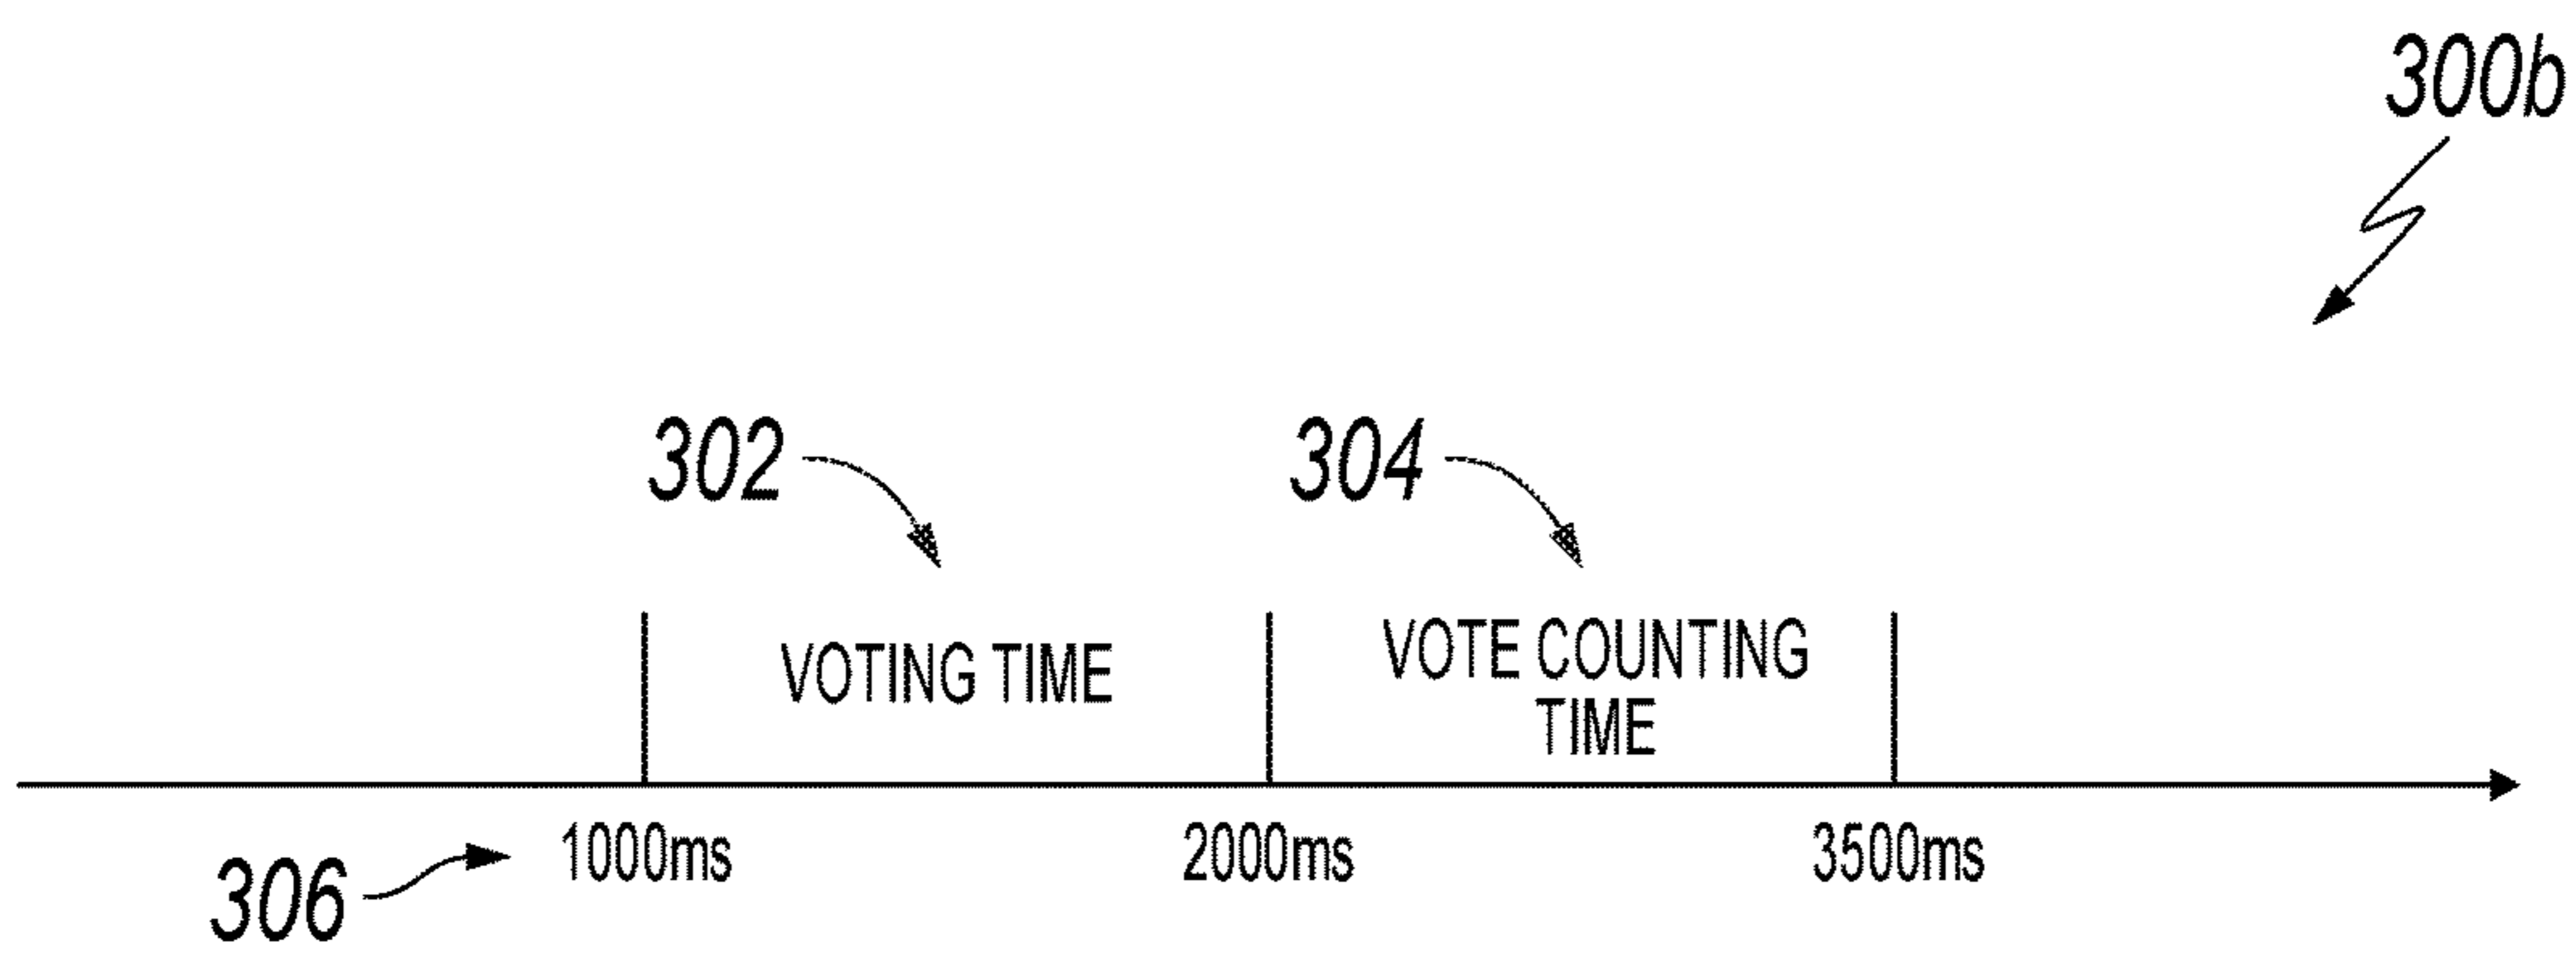 300b
302
304
VOTING TIME
VOTE COUNTING
TIME
306
1000ms
2000ms
3500ms